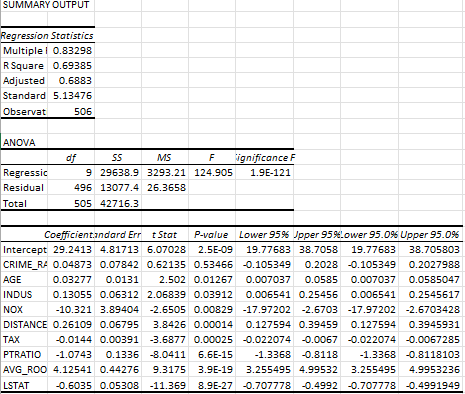 SUMMARY OUTPUT
Regression Statistics
Multiple 0.83298
R Square 0.69385
Adjusted 0.6883
Standard 5.13476
Observat 506
ANOVA
df SS MS F ignificance F
Regressic 9 29638.9 3293.21 124.905 1.9E-121
Residual 496 13077.4 26.3658
Total 505 42716.3
Coefficient andard Err t Stat P-value Lower 95% Upper 95% Lower 95.0% Upper 95.0%
Intercept 29.2413 4.81713 6.07028 2.5E-09 19.77683 38.7058 19.77683 38.705803
CRIME_RA 0.04873 0.07842 0.62135 0.53466 -0.105349 0.2028 -0.105349 0.2027988
AGE 0.03277 0.0131 2.502 0.01267 0.007037 0.0585 0.007037 0.0585047
INDUS 0.13055 0.06312 2.06839 0.03912 0.006541 0.25456 0.006541 0.2545617
NOX -10.321 3.89404 -2.6505 0.00829 -17.97202 -2.6703 -17.97202 -2.6703428
DISTANCE 0.26109 0.06795 3.8426 0.00014 0.127594 0.39459 0.127594 0.3945931
TAX -0.0144 0.00391 -3.6877 0.00025 -0.022074 -0.0067 -0.022074 -0.0067285
PTRATIO -1.0743 0.1336 -8.0411 6.6E-15 -1.3368 -0.8118 -1.3368 -0.8118103
AVG_ROO 4.12541 0.44276 9.3175 3.9E-19 3.255495 4.99532 3.255495 4.9953236
LSTAT -0.6035 0.05308 -11.369 8.9E-27 -0.707778 -0.4992 -0.707778 -0.4991949